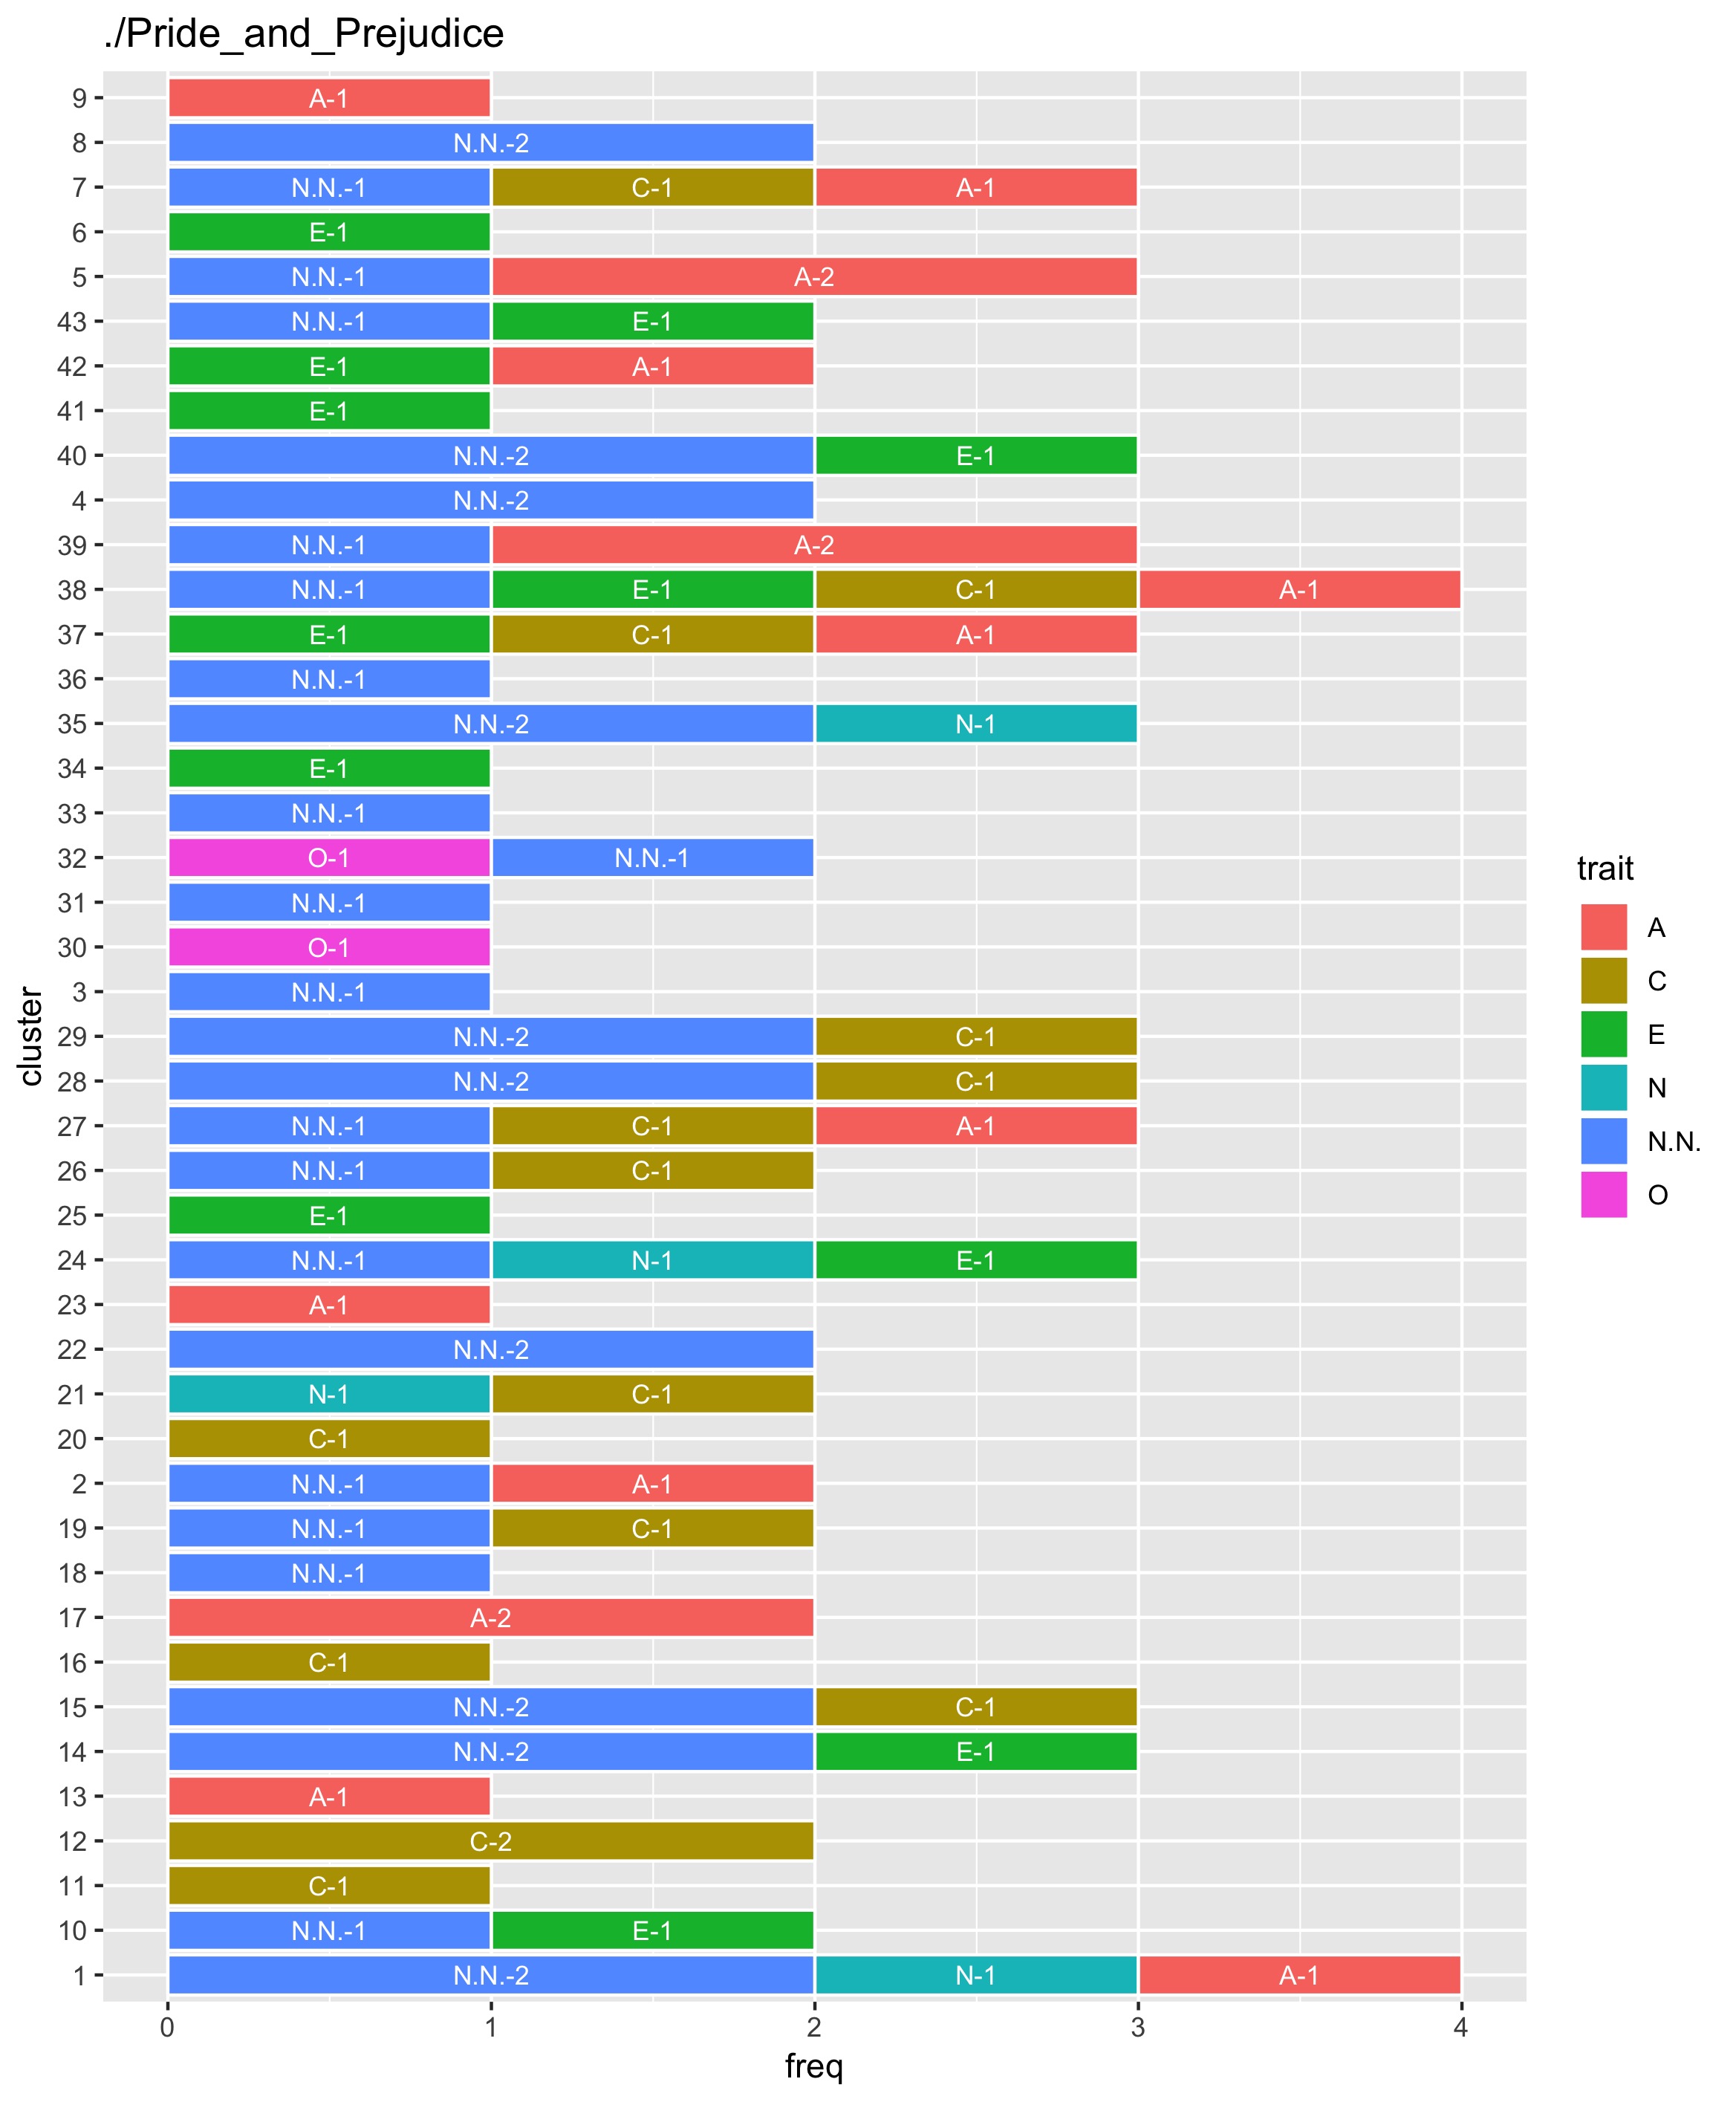 ./Pride_and_Prejudice
9 A-1
8 N.N.-2
7 N.N.-1 C-1 A-1
6 E-1
5 N.N.-1 A-2
43 N.N.-1 E-1
42 E-1 A-1
41 E-1
40 N.N.-2 E-1
4 N.N.-2
39 N.N.-1 A-2
38 N.N.-1 E-1 C-1 A-1
37 E-1 C-1 A-1
36 N.N.-1
35 N.N.-2 N-1
34 E-1
33 N.N.-1
32 O-1 N.N.-1
31 N.N.-1
30 O-1
3 N.N.-1
29 N.N.-2 C-1
28 N.N.-2 C-1
27 N.N.-1 C-1 A-1
26 N.N.-1 C-1
25 E-1
24 N.N.-1 N-1 E-1
23 A-1
22 N.N.-2
21 N-1 C-1
20 C-1
2 N.N.-1 A-1
19 N.N.-1 C-1
18 N.N.-1
17 A-2
16 C-1
15 N.N.-2 C-1
14 N.N.-2 E-1
13 A-1
12 C-2
11 C-1
10 N.N.-1 E-1
1 N.N.-2 N-1 A-1
0 1 2 3 4
freq
cluster
trait
A
C
E
N
N.N.
O